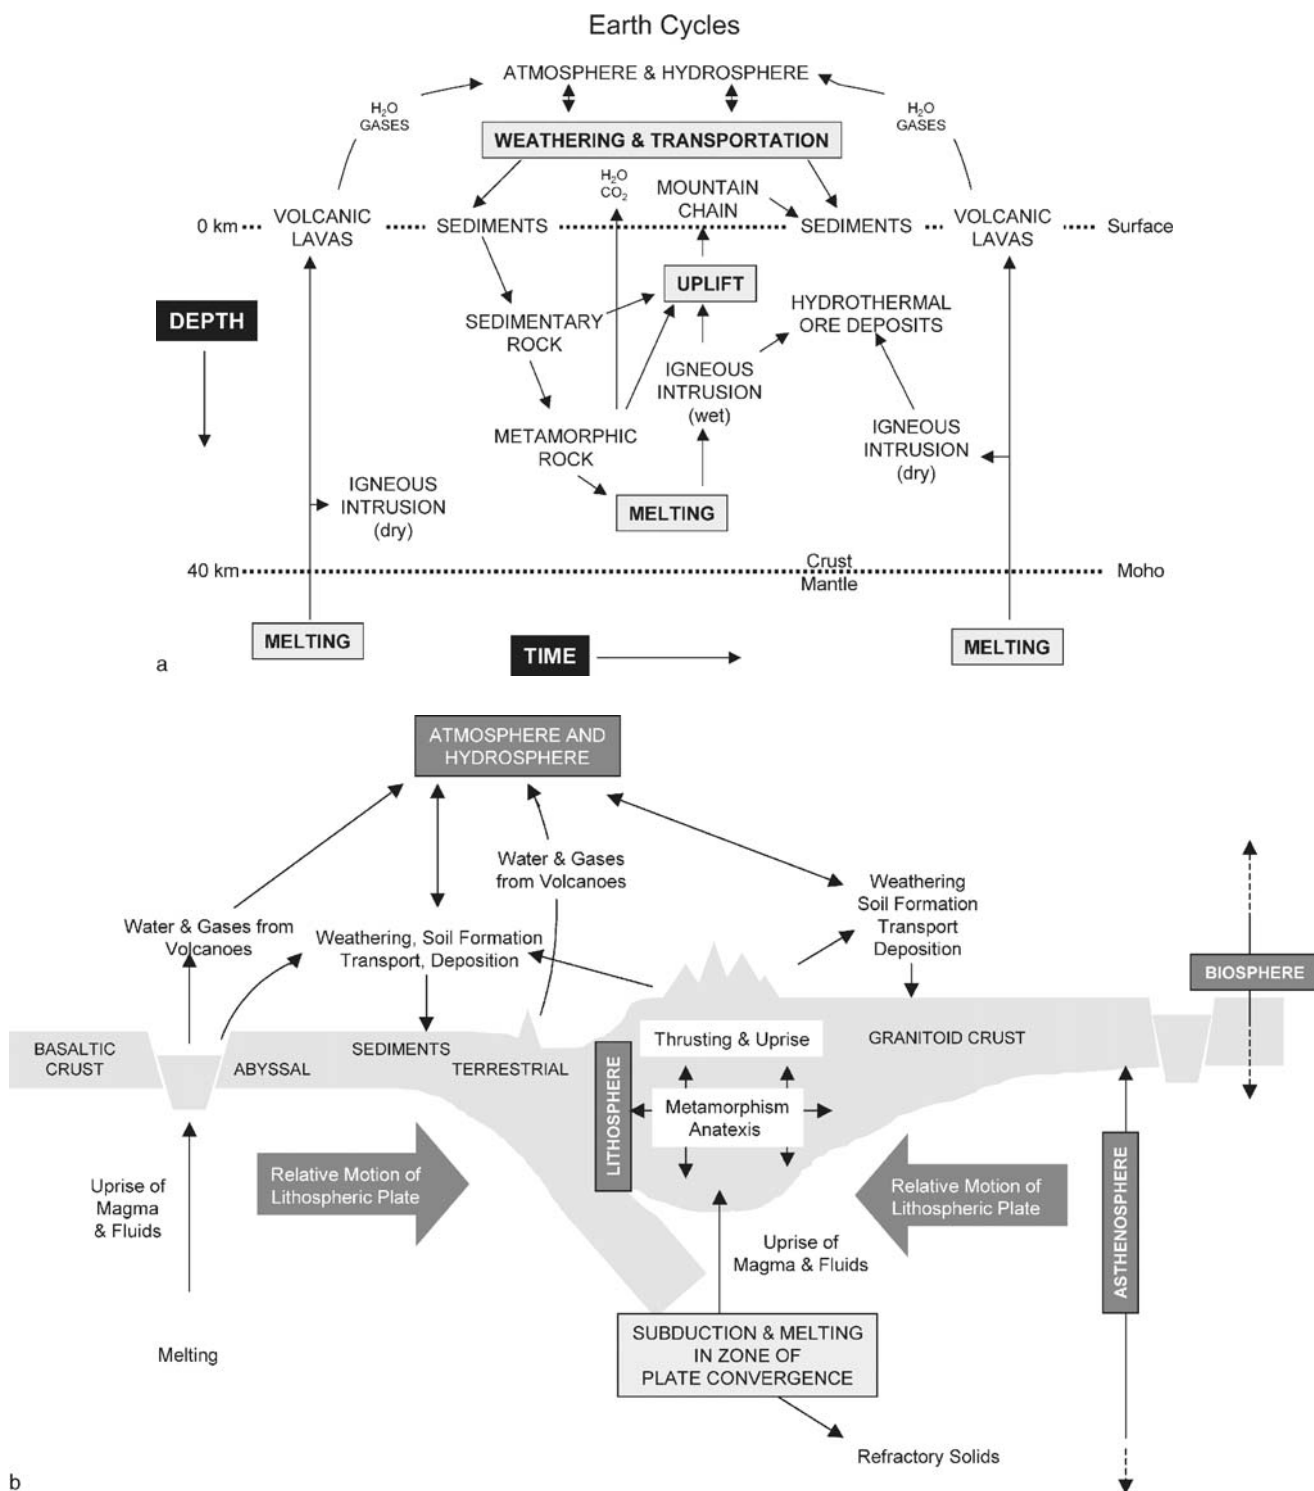 Earth Cycles
ATMOSPHERE & HYDROSPHERE
H₂O
GASES
H₂O
GASES
WEATHERING & TRANSPORTATION
H₂O
CO₂
MOUNTAIN
CHAIN
0 km
VOLCANIC
LAVAS
SEDIMENTS
SEDIMENTS
VOLCANIC
LAVAS
Surface
UPLIFT
DEPTH
SEDIMENTARY
ROCK
HYDROTHERMAL
ORE DEPOSITS
IGNEOUS
INTRUSION
(wet)
METAMORPHIC
ROCK
IGNEOUS
INTRUSION
(dry)
IGNEOUS
INTRUSION
(dry)
MELTING
40 km
Crust
Mantle
Moho
MELTING
TIME
MELTING
a
ATMOSPHERE AND
HYDROSPHERE
Water & Gases
from Volcanoes
Weathering
Soil Formation
Transport
Deposition
Water & Gases from
Volcanoes
Weathering, Soil Formation
Transport, Deposition
BIOSPHERE
BASALTIC
CRUST
ABYSSAL
SEDIMENTS
TERRESTRIAL
LITHOSPHERE
Thrusting & Uprise
GRANITOID CRUST
Metamorphism
Anatexis
Uprise of
Magma
& Fluids
Relative Motion of
Lithospheric Plate
Relative Motion of
Lithospheric Plate
ASTHENOSPHERE
Uprise of
Magma & Fluids
Melting
SUBDUCTION & MELTING
IN ZONE OF
PLATE CONVERGENCE
Refractory Solids
b